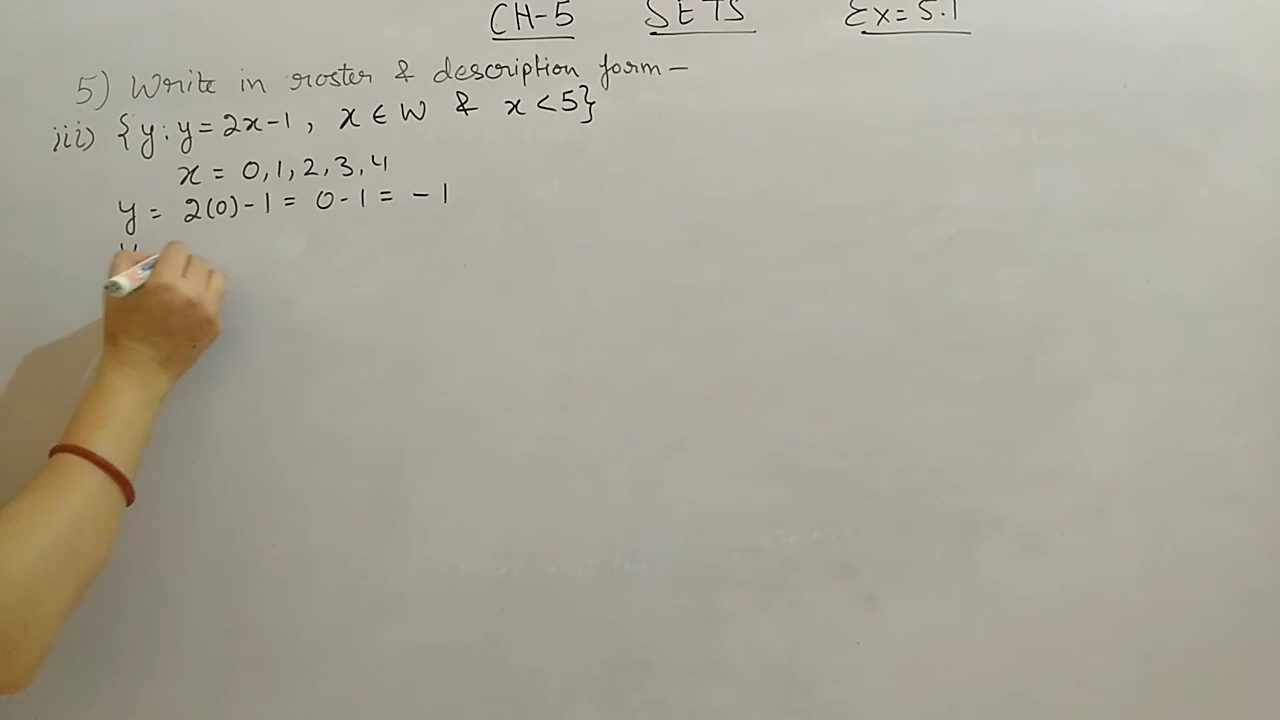 CH-5 SETS Ex=5.1
5) Write in roster & description form-
iii) {y:y=2x-1, x∈W & x<5}
x = 0,1,2,3,4
y = 2(0)-1 = 0-1 = -1